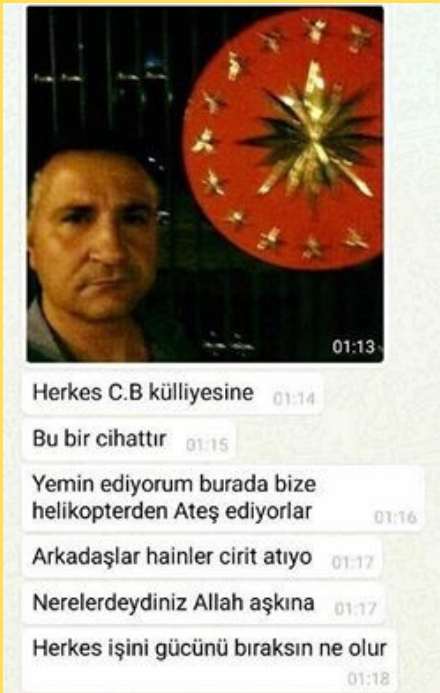 01:13
Herkes C.B külliyesine 01:14
Bu bir cihattır 01:15
Yemin ediyorum burada bize
helikopterden Ateş ediyorlar 01:16
Arkadaşlar hainler cirit atıyo 01:17
Nerelerdeydiniz Allah aşkına 01:17
Herkes işini gücünü bıraksın ne olur
01:18